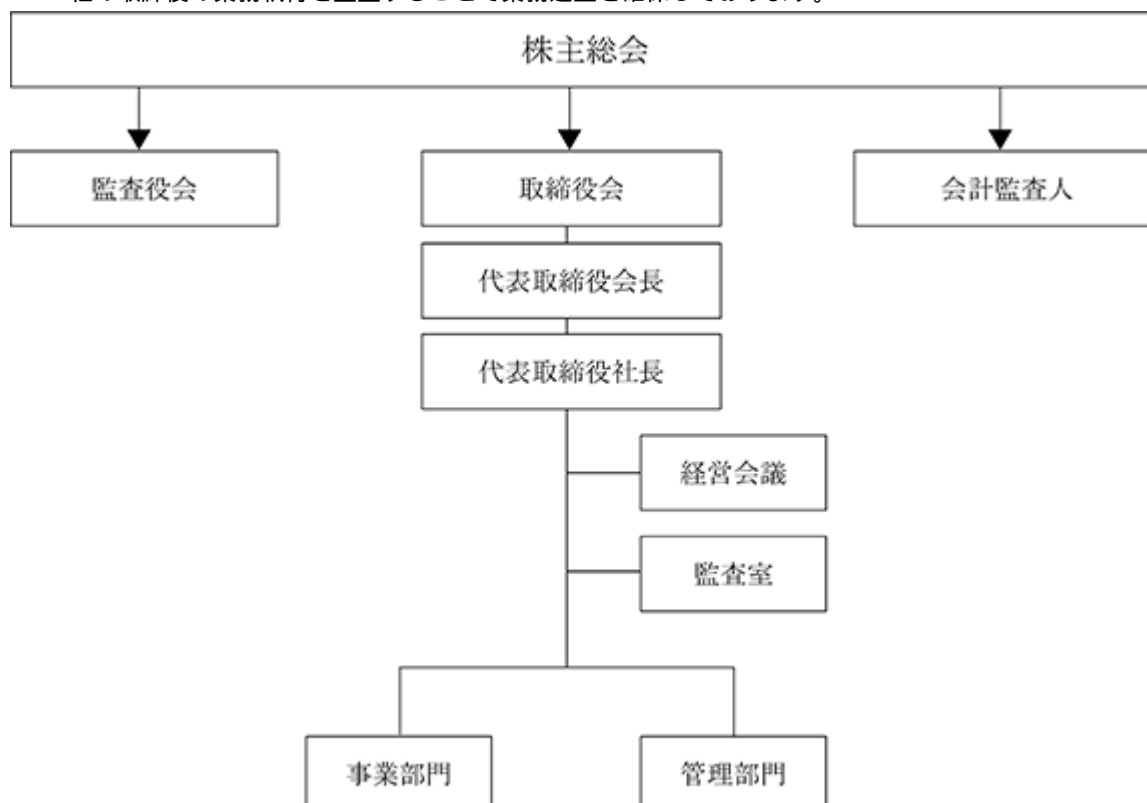 株主総会
監査役会
取締役会
会計監査人
代表取締役会長
代表取締役社長
経営会議
監査室
事業部門
管理部門